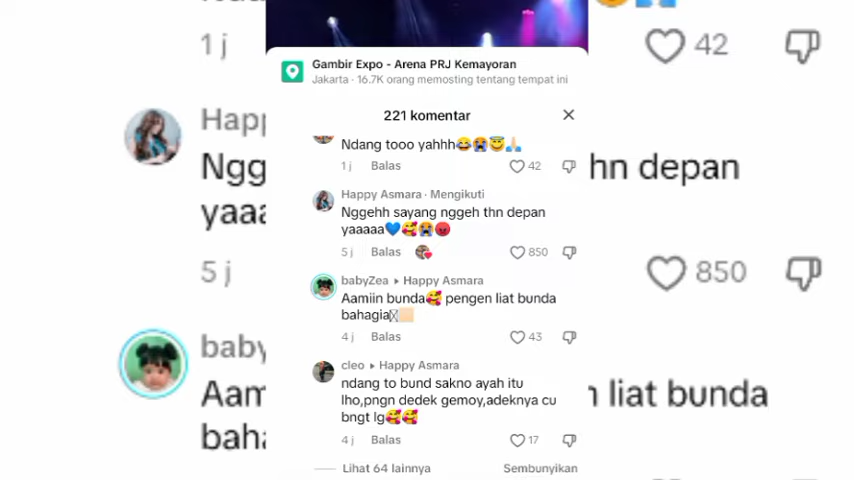 Gambir Expo - Arena PRJ Kemayoran
Jakarta · 16.7K orang memosting tentang tempat ini
221 komentar
Ndang tooo yahhh😂😭😇🙏🏻
1 j Balas 42
Happy Asmara · Mengikuti
Nggehh sayang nggeh thn depan
yaaaaa💙🥰😭😡
5 j Balas 850
babyZea ▸ Happy Asmara
Aamiin bunda🥰 pengen liat bunda
bahagia
4 j Balas 43
cleo ▸ Happy Asmara
ndang to bund sakno ayah itu
lho,pngn dedek gemoy,adeknya cu
bngt lg🥰🥰
4 j Balas 17
Lihat 64 lainnya Sembunyikan
1 j
42
Happ
Ngg
hn depan
yaaa
5 j
850
baby
Aam
n liat bunda
baha